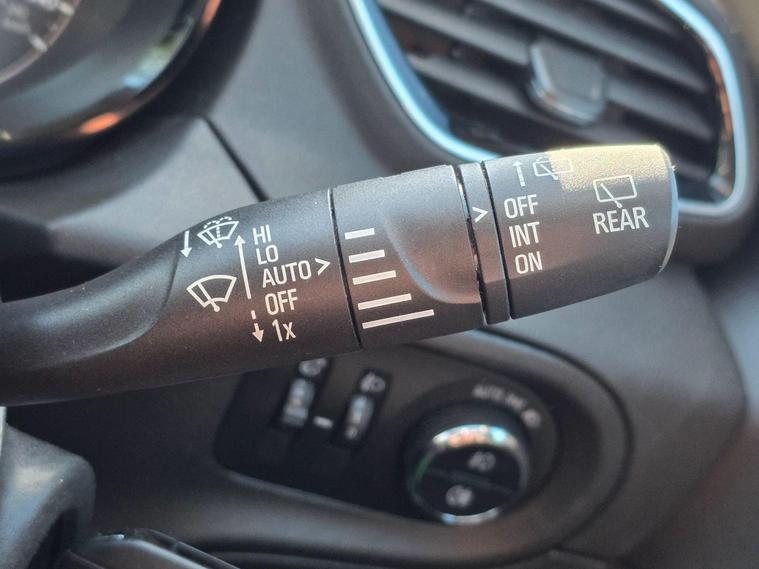 HI
LO
AUTO
OFF
1x
OFF
INT
ON
REAR